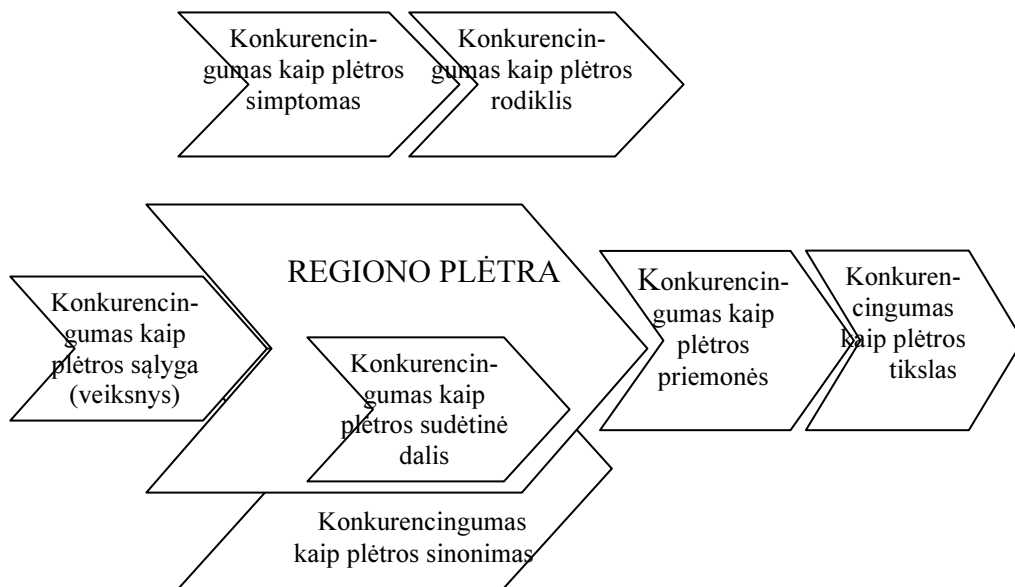 Konkurencin-
gumas kaip plėtros
simptomas
Konkurencin-
gumas kaip plėtros
rodiklis
REGIONO PLĖTRA
Konkurencin-
gumas kaip
plėtros sąlyga
(veiksnys)
Konkurencin-
gumas kaip
plėtros sudėtinė
dalis
Konkurencin-
gumas kaip
plėtros
priemonės
Konkuren-
cingumas
kaip plėtros
tikslas
Konkurencingumas
kaip plėtros sinonimas